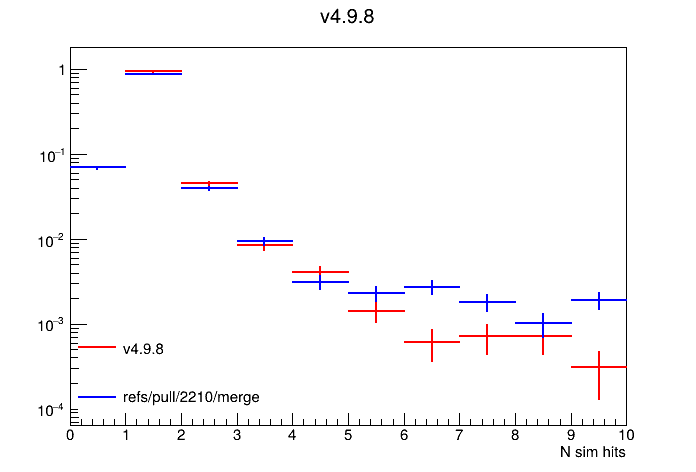 v4.9.8
1
10⁻¹
10⁻²
10⁻³
10⁻⁴
v4.9.8
refs/pull/2210/merge
0 1 2 3 4 5 6 7 8 9 10
N sim hits